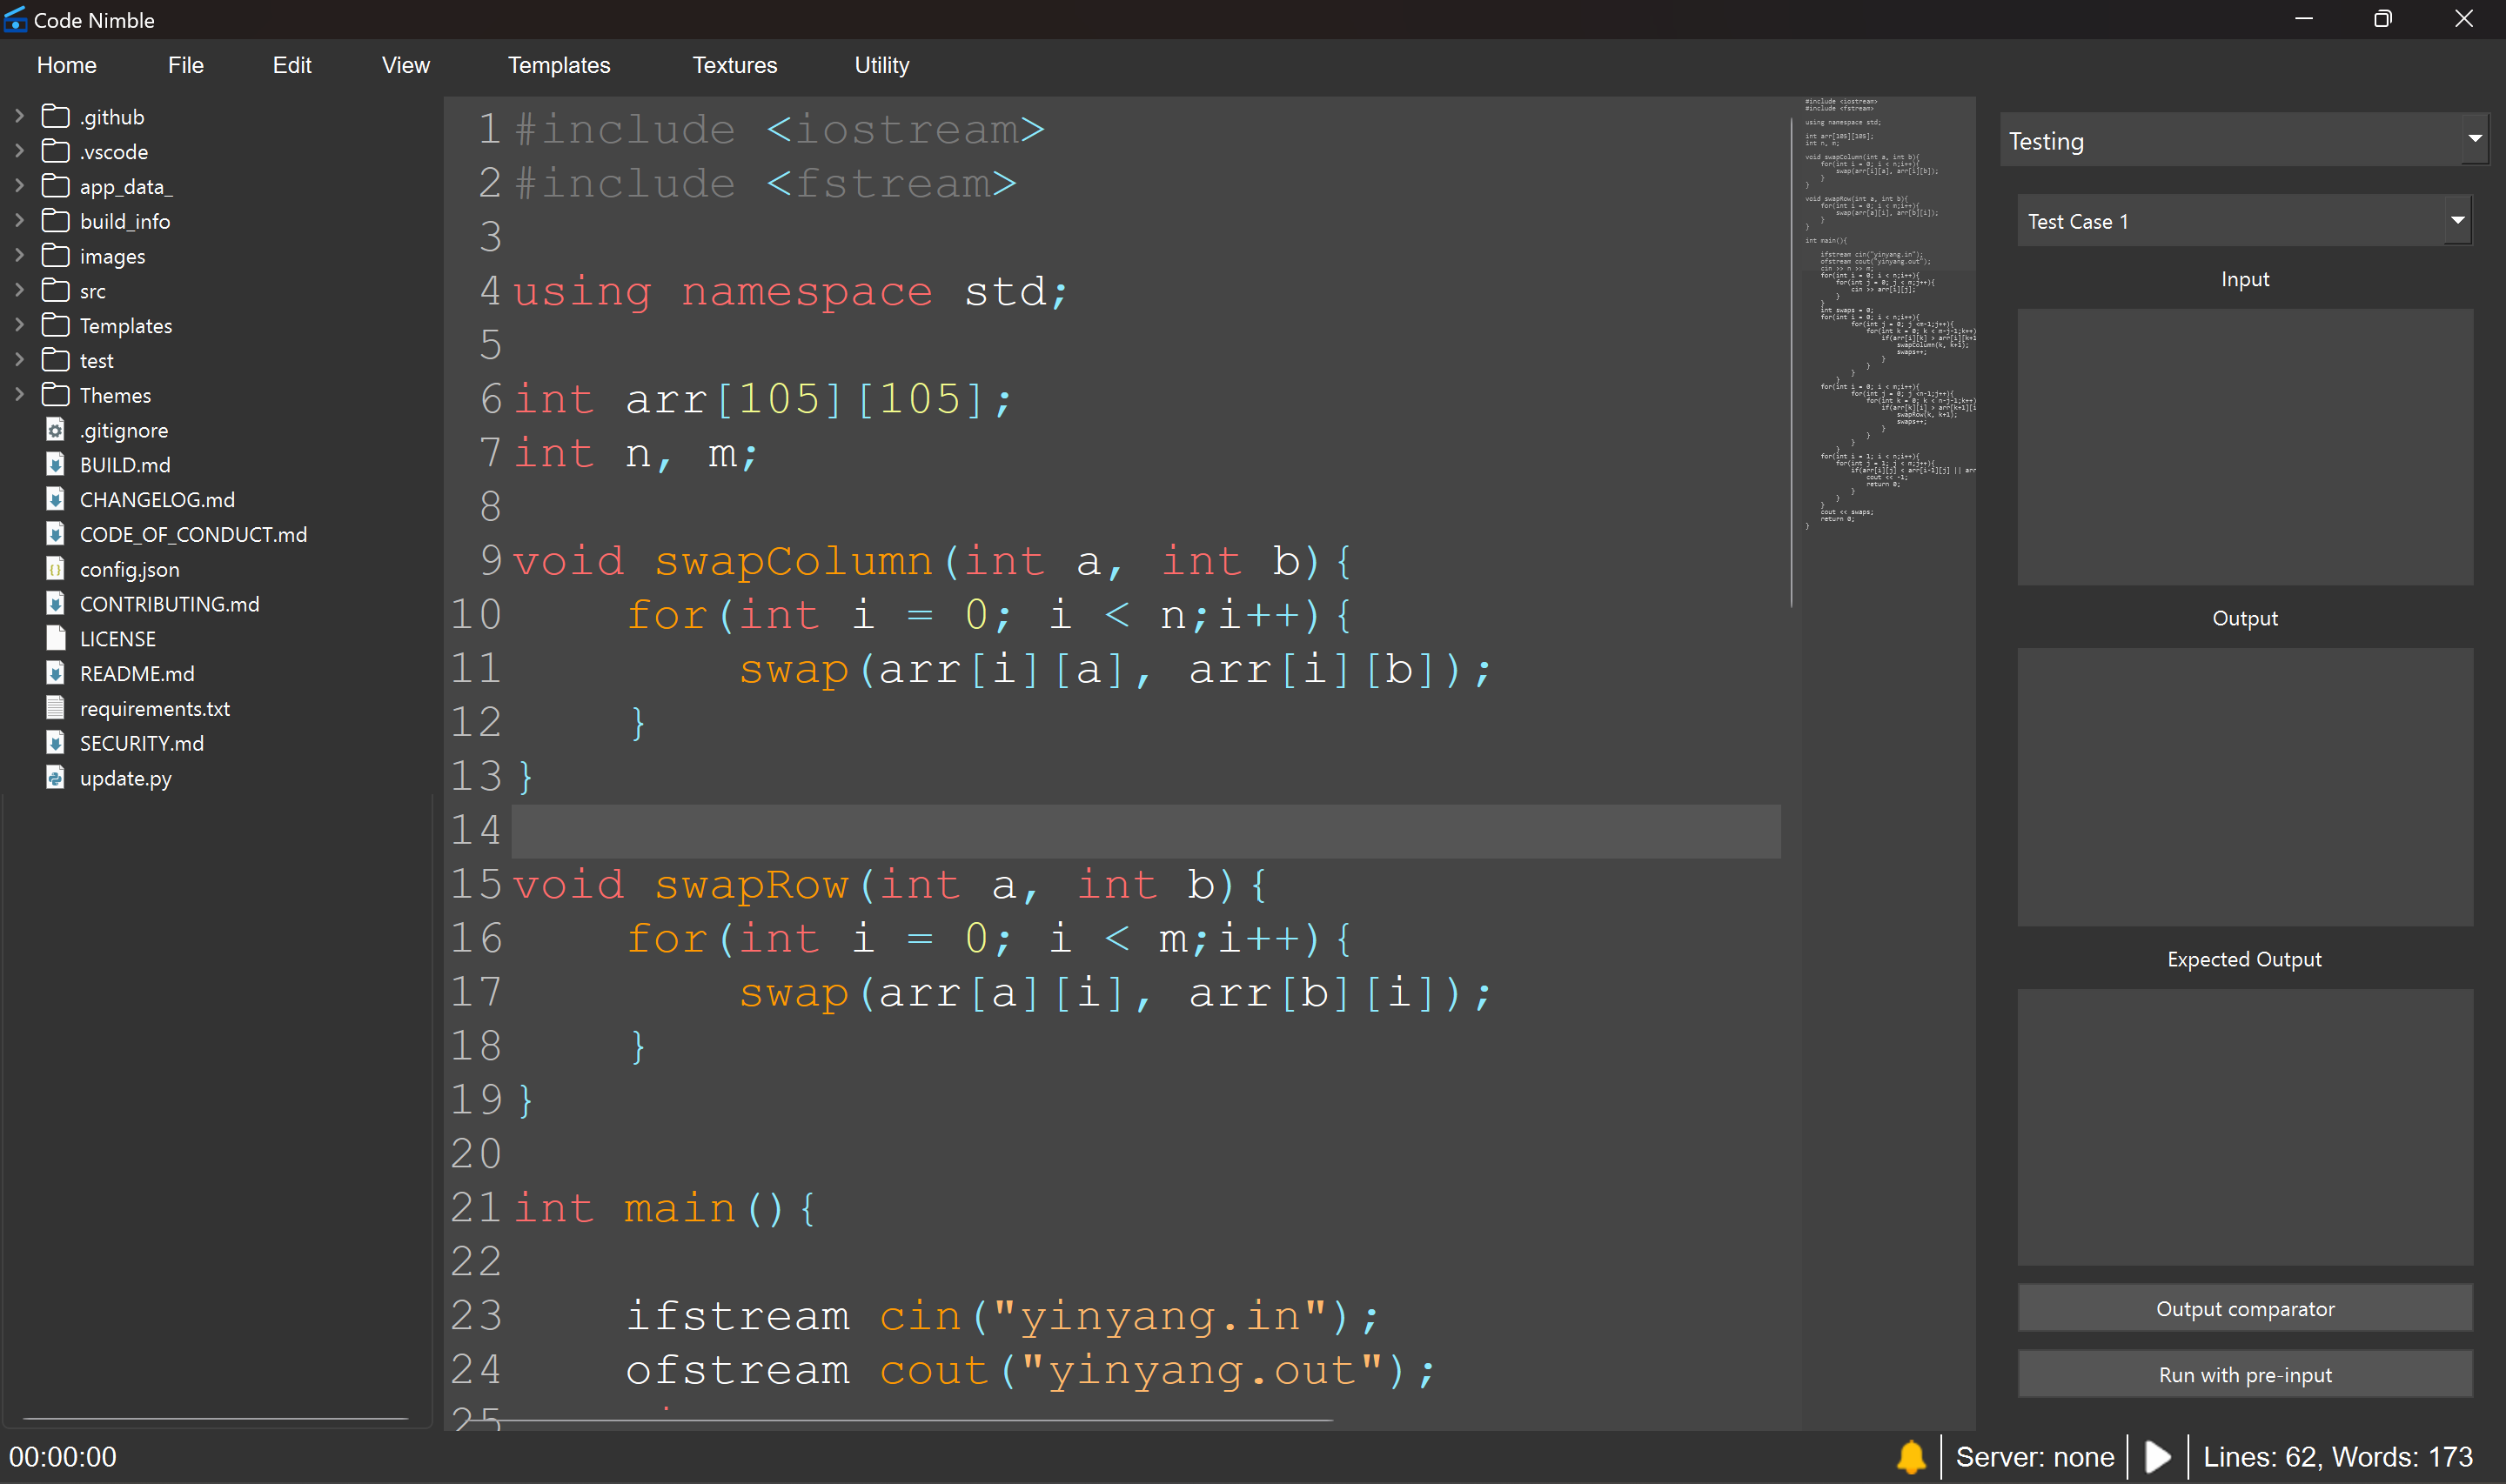 Code Nimble
Home File Edit View Templates Textures Utility
.github
.vscode
app_data_
build_info
images
src
Templates
test
Themes
.gitignore
BUILD.md
CHANGELOG.md
CODE_OF_CONDUCT.md
config.json
CONTRIBUTING.md
LICENSE
README.md
requirements.txt
SECURITY.md
update.py
1 #include <iostream>
2 #include <fstream>
3
4 using namespace std;
5
6 int arr[105][105];
7 int n, m;
8
9 void swapColumn(int a, int b){
10 for(int i = 0; i < n;i++){
11 swap(arr[i][a], arr[i][b]);
12 }
13 }
14
15 void swapRow(int a, int b){
16 for(int i = 0; i < m;i++){
17 swap(arr[a][i], arr[b][i]);
18 }
19 }
20
21 int main(){
22
23 ifstream cin("yinyang.in");
24 ofstream cout("yinyang.out");
25
Testing
Test Case 1
Input
Output
Expected Output
Output comparator
Run with pre-input
00:00:00
Server: none
Lines: 62, Words: 173